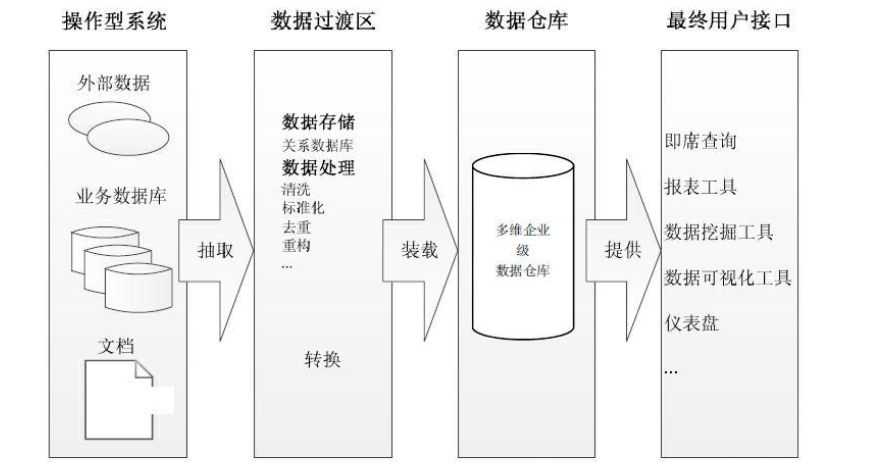 操作型系统
数据过渡区
数据仓库
最终用户接口
外部数据
业务数据库
文档
抽取
数据存储
关系数据库
数据处理
清洗
标准化
去重
重构
...
转换
装载
多维企业
级
数据仓库
提供
即席查询
报表工具
数据挖掘工具
数据可视化工具
仪表盘
...